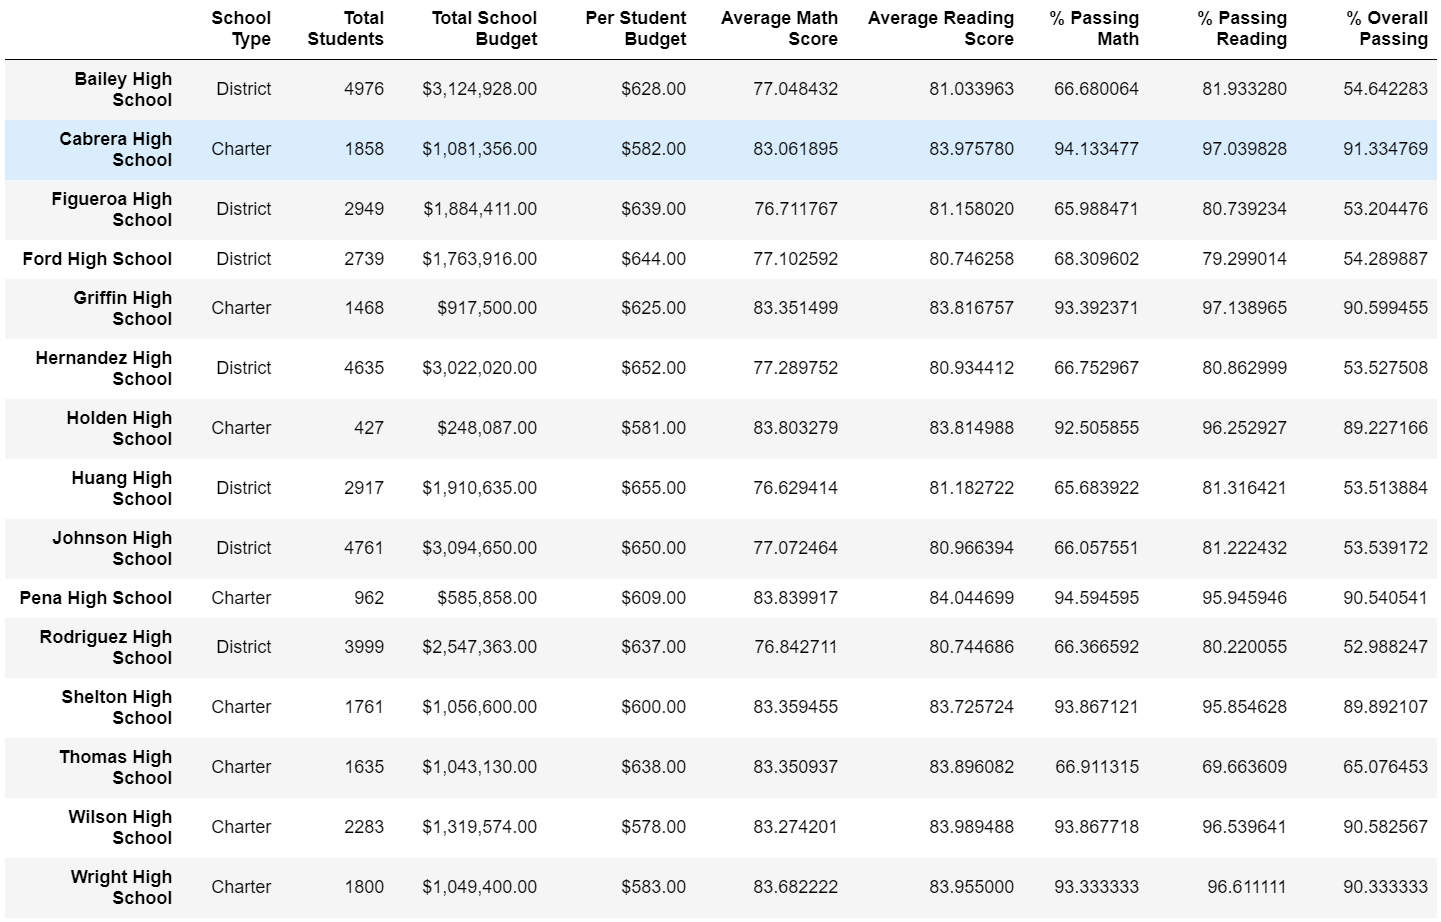 School Type Total Students Total School Budget Per Student Budget Average Math Score Average Reading Score % Passing Math % Passing Reading % Overall Passing
Bailey High School District 4976 $3,124,928.00 $628.00 77.048432 81.033963 66.680064 81.933280 54.642283
Cabrera High School Charter 1858 $1,081,356.00 $582.00 83.061895 83.975780 94.133477 97.039828 91.334769
Figueroa High School District 2949 $1,884,411.00 $639.00 76.711767 81.158020 65.988471 80.739234 53.204476
Ford High School District 2739 $1,763,916.00 $644.00 77.102592 80.746258 68.309602 79.299014 54.289887
Griffin High School Charter 1468 $917,500.00 $625.00 83.351499 83.816757 93.392371 97.138965 90.599455
Hernandez High School District 4635 $3,022,020.00 $652.00 77.289752 80.934412 66.752967 80.862999 53.527508
Holden High School Charter 427 $248,087.00 $581.00 83.803279 83.814988 92.505855 96.252927 89.227166
Huang High School District 2917 $1,910,635.00 $655.00 76.629414 81.182722 65.683922 81.316421 53.513884
Johnson High School District 4761 $3,094,650.00 $650.00 77.072464 80.966394 66.057551 81.222432 53.539172
Pena High School Charter 962 $585,858.00 $609.00 83.839917 84.044699 94.594595 95.945946 90.540541
Rodriguez High School District 3999 $2,547,363.00 $637.00 76.842711 80.744686 66.366592 80.220055 52.988247
Shelton High School Charter 1761 $1,056,600.00 $600.00 83.359455 83.725724 93.867121 95.854628 89.892107
Thomas High School Charter 1635 $1,043,130.00 $638.00 83.350937 83.896082 66.911315 69.663609 65.076453
Wilson High School Charter 2283 $1,319,574.00 $578.00 83.274201 83.989488 93.867718 96.539641 90.582567
Wright High School Charter 1800 $1,049,400.00 $583.00 83.682222 83.955000 93.333333 96.611111 90.333333